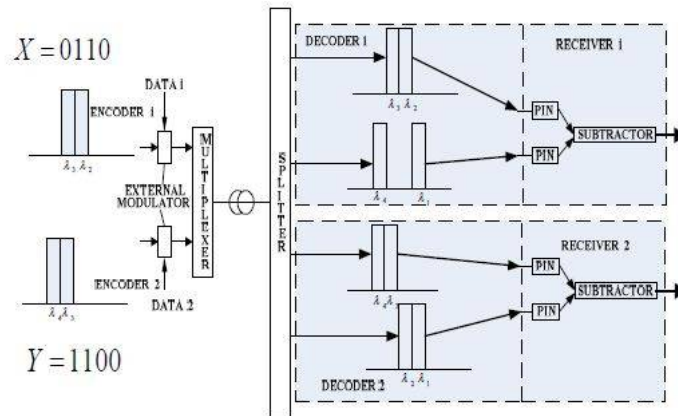 X = 0110
DATA 1
ENCODER 1
λ3 λ2
EXTERNAL
MODULATOR
ENCODER 2
DATA 2
λ4 λ3
Y = 1100
MULTIPLEXER
SPLITTER
DECODER 1
λ3 λ2
λ4 λ1
RECEIVER 1
PIN
PIN
SUBTRACTOR
λ4 λ3
λ2 λ1
DECODER 2
RECEIVER 2
PIN
PIN
SUBTRACTOR